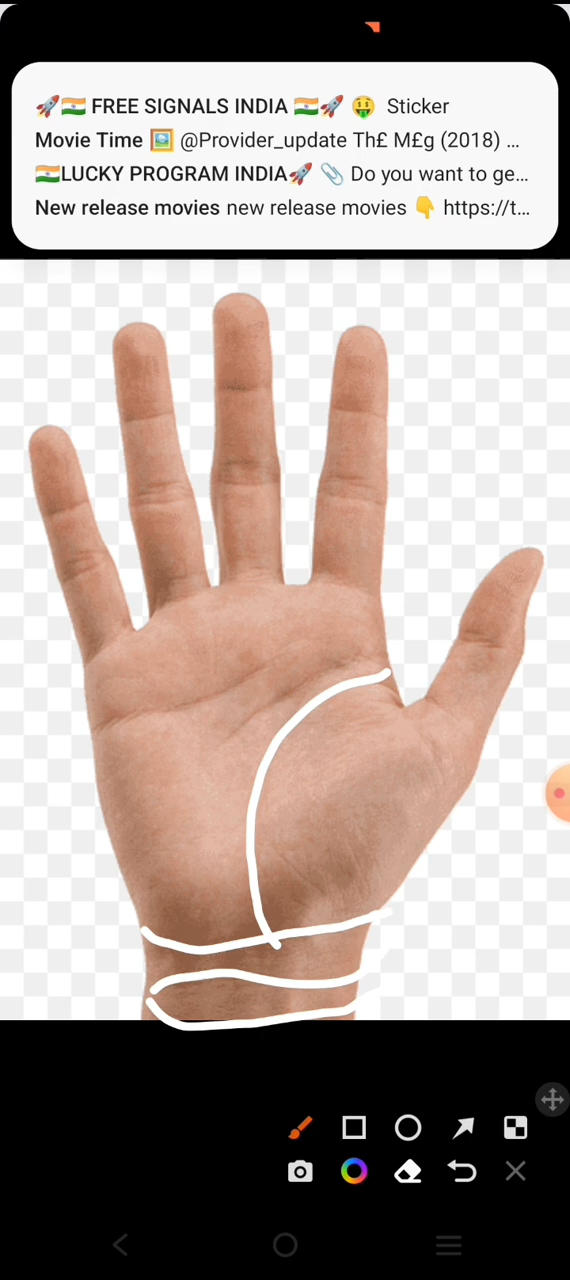 🚀🇮🇳 FREE SIGNALS INDIA 🇮🇳🚀 🤑 Sticker
Movie Time 🖼️ @Provider_update Th£ M£g (2018) ...
🇮🇳LUCKY PROGRAM INDIA🚀 📎 Do you want to ge...
New release movies new release movies 👇 https://t...